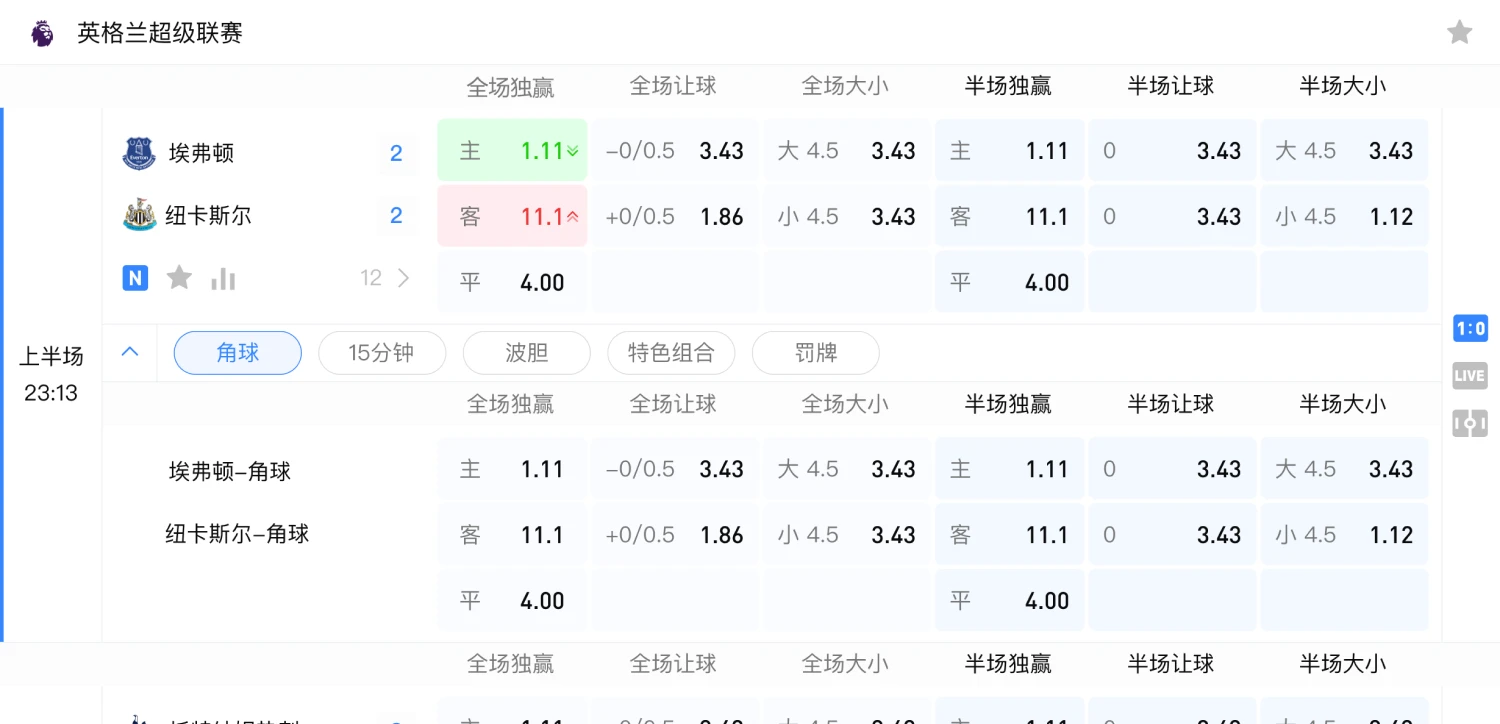 英格兰超级联赛
全场独赢 全场让球 全场大小 半场独赢 半场让球 半场大小
埃弗顿 2 主 1.11 –0/0.5 3.43 大 4.5 3.43 主 1.11 0 3.43 大 4.5 3.43
纽卡斯尔 2 客 11.1 +0/0.5 1.86 小 4.5 3.43 客 11.1 0 3.43 小 4.5 1.12
N 12 平 4.00 平 4.00
1:0
上半场 角球 15分钟 波胆 特色组合 罚牌
LIVE
23:13
全场独赢 全场让球 全场大小 半场独赢 半场让球 半场大小
埃弗顿–角球 主 1.11 –0/0.5 3.43 大 4.5 3.43 主 1.11 0 3.43 大 4.5 3.43
纽卡斯尔–角球 客 11.1 +0/0.5 1.86 小 4.5 3.43 客 11.1 0 3.43 小 4.5 1.12
平 4.00 平 4.00
全场独赢 全场让球 全场大小 半场独赢 半场让球 半场大小